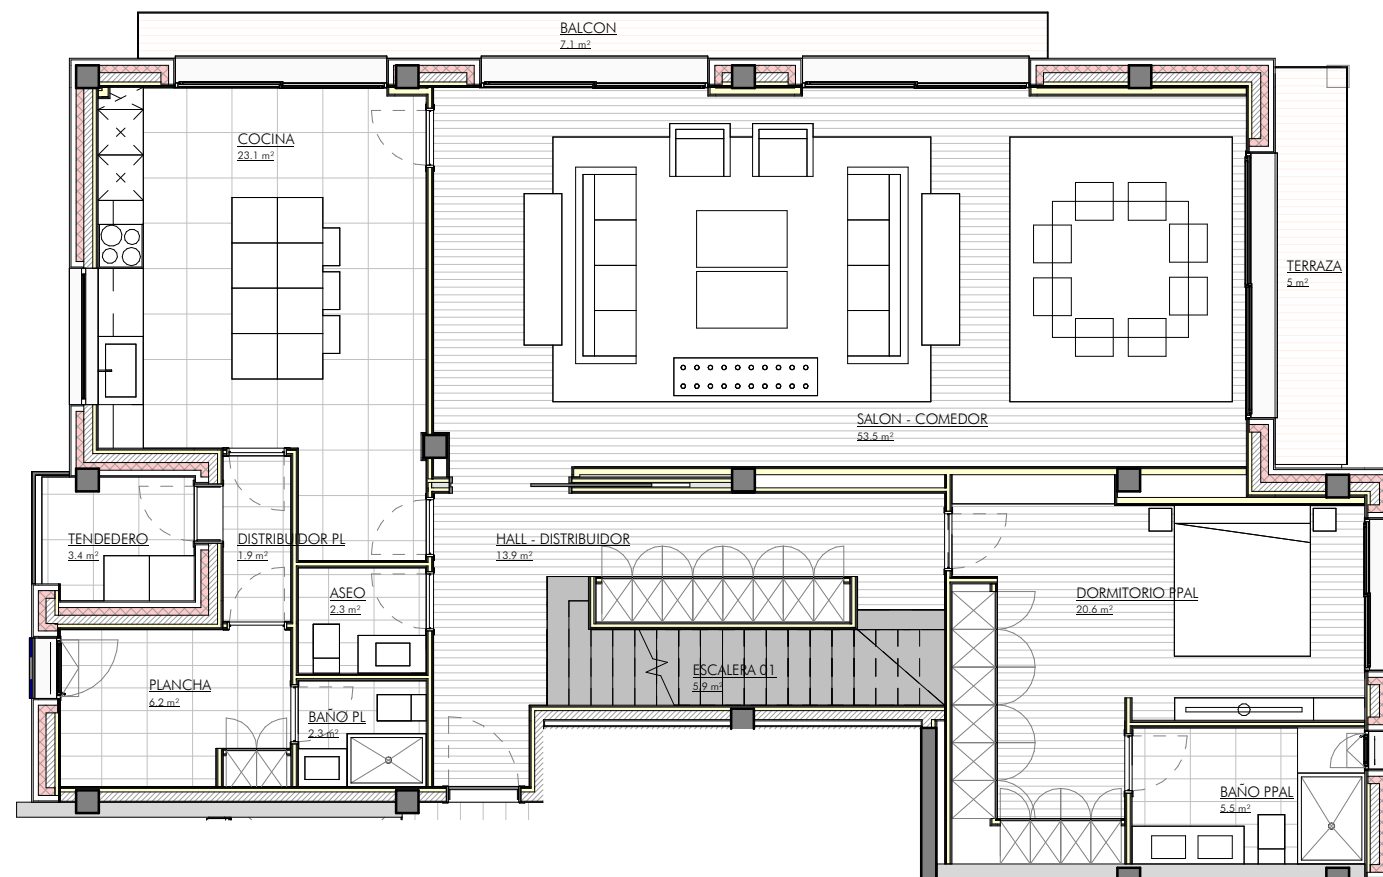 BALCON
7.1 m²
COCINA
23.1 m²
TERRAZA
5 m²
SALON - COMEDOR
53.5 m²
TENDEDERO
3.4 m²
DISTRIBUIDOR PL
1.9 m²
HALL - DISTRIBUIDOR
13.9 m²
ASEO
2.3 m²
DORMITORIO PPAL
20.6 m²
ESCALERA 01
5.9 m²
PLANCHA
6.2 m²
BAÑO PL
2.3 m²
BAÑO PPAL
5.5 m²